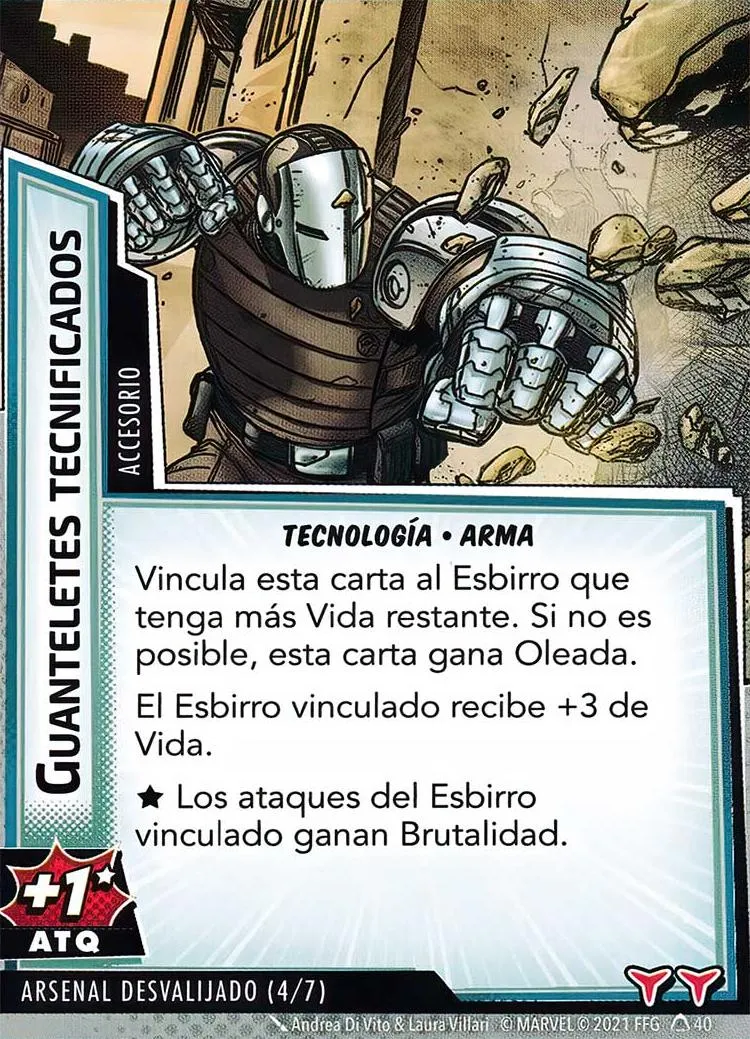 GUANTELETES TECNIFICADOS
ACCESORIO
TECNOLOGÍA • ARMA
Vincula esta carta al Esbirro que
tenga más Vida restante. Si no es
posible, esta carta gana Oleada.
El Esbirro vinculado recibe +3 de
Vida.
★ Los ataques del Esbirro
vinculado ganan Brutalidad.
+1★
ATQ
ARSENAL DESVALIJADO (4/7)
Andrea Di Vito & Laura Villari © MARVEL © 2021 FFG 40